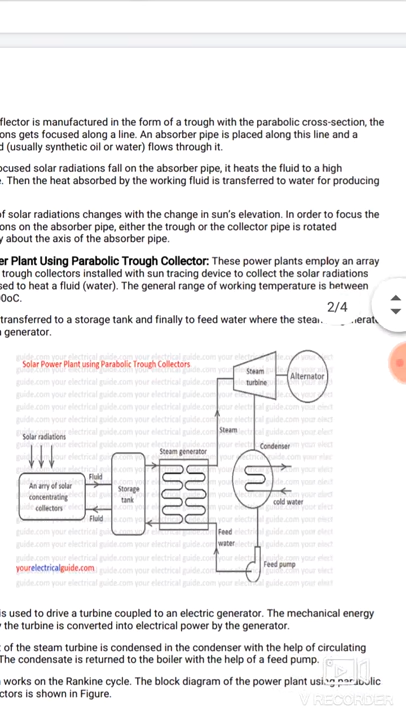 flector is manufactured in the form of a trough with the parabolic cross-section, the
ons gets focused along a line. An absorber pipe is placed along this line and a
d (usually synthetic oil or water) flows through it.
ocused solar radiations fall on the absorber pipe, it heats the fluid to a high
. Then the heat absorbed by the working fluid is transferred to water for producing
of solar radiations changes with the change in sun's elevation. In order to focus the
ons on the absorber pipe, either the trough or the collector pipe is rotated
y about the axis of the absorber pipe.
er Plant Using Parabolic Trough Collector: These power plants employ an array
trough collectors installed with sun tracing device to collect the solar radiations
sed to heat a fluid (water). The general range of working temperature is between
0oC.
2/4
transferred to a storage tank and finally to feed water where the
generator.
Solar Power Plant using Parabolic Trough Collectors
Steam
turbine
Alternator
Steam
Solar radiations
Steam generator
Condenser
An arry of solar
concentrating
collectors
Fluid
Fluid
Storage
tank
cold water
Feed
water
Feed pump
yourelectricalguide.com
is used to drive a turbine coupled to an electric generator. The mechanical energy
y the turbine is converted into electrical power by the generator.
t of the steam turbine is condensed in the condenser with the help of circulating
The condensate is returned to the boiler with the help of a feed pump.
works on the Rankine cycle. The block diagram of the power plant using parabolic
ctors is shown in Figure.
V RECORDER